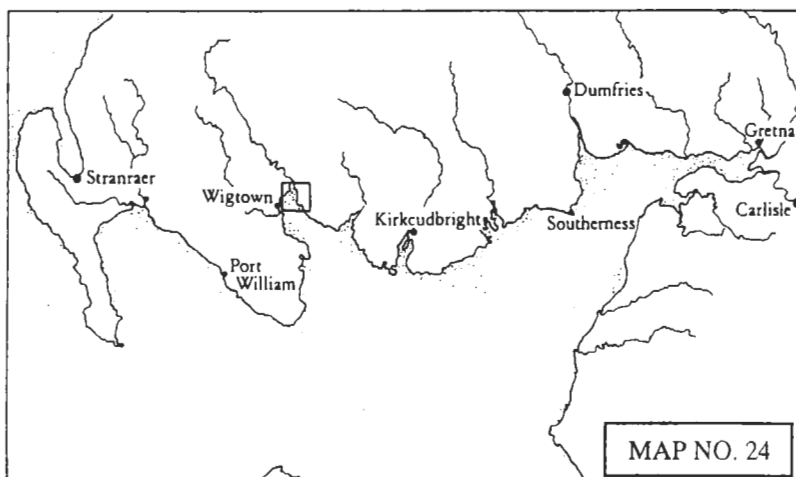 Dumfries
Gretna
Stranraer
Wigtown
Kirkcudbright
Southerness
Carlisle
Port
William
MAP NO. 24